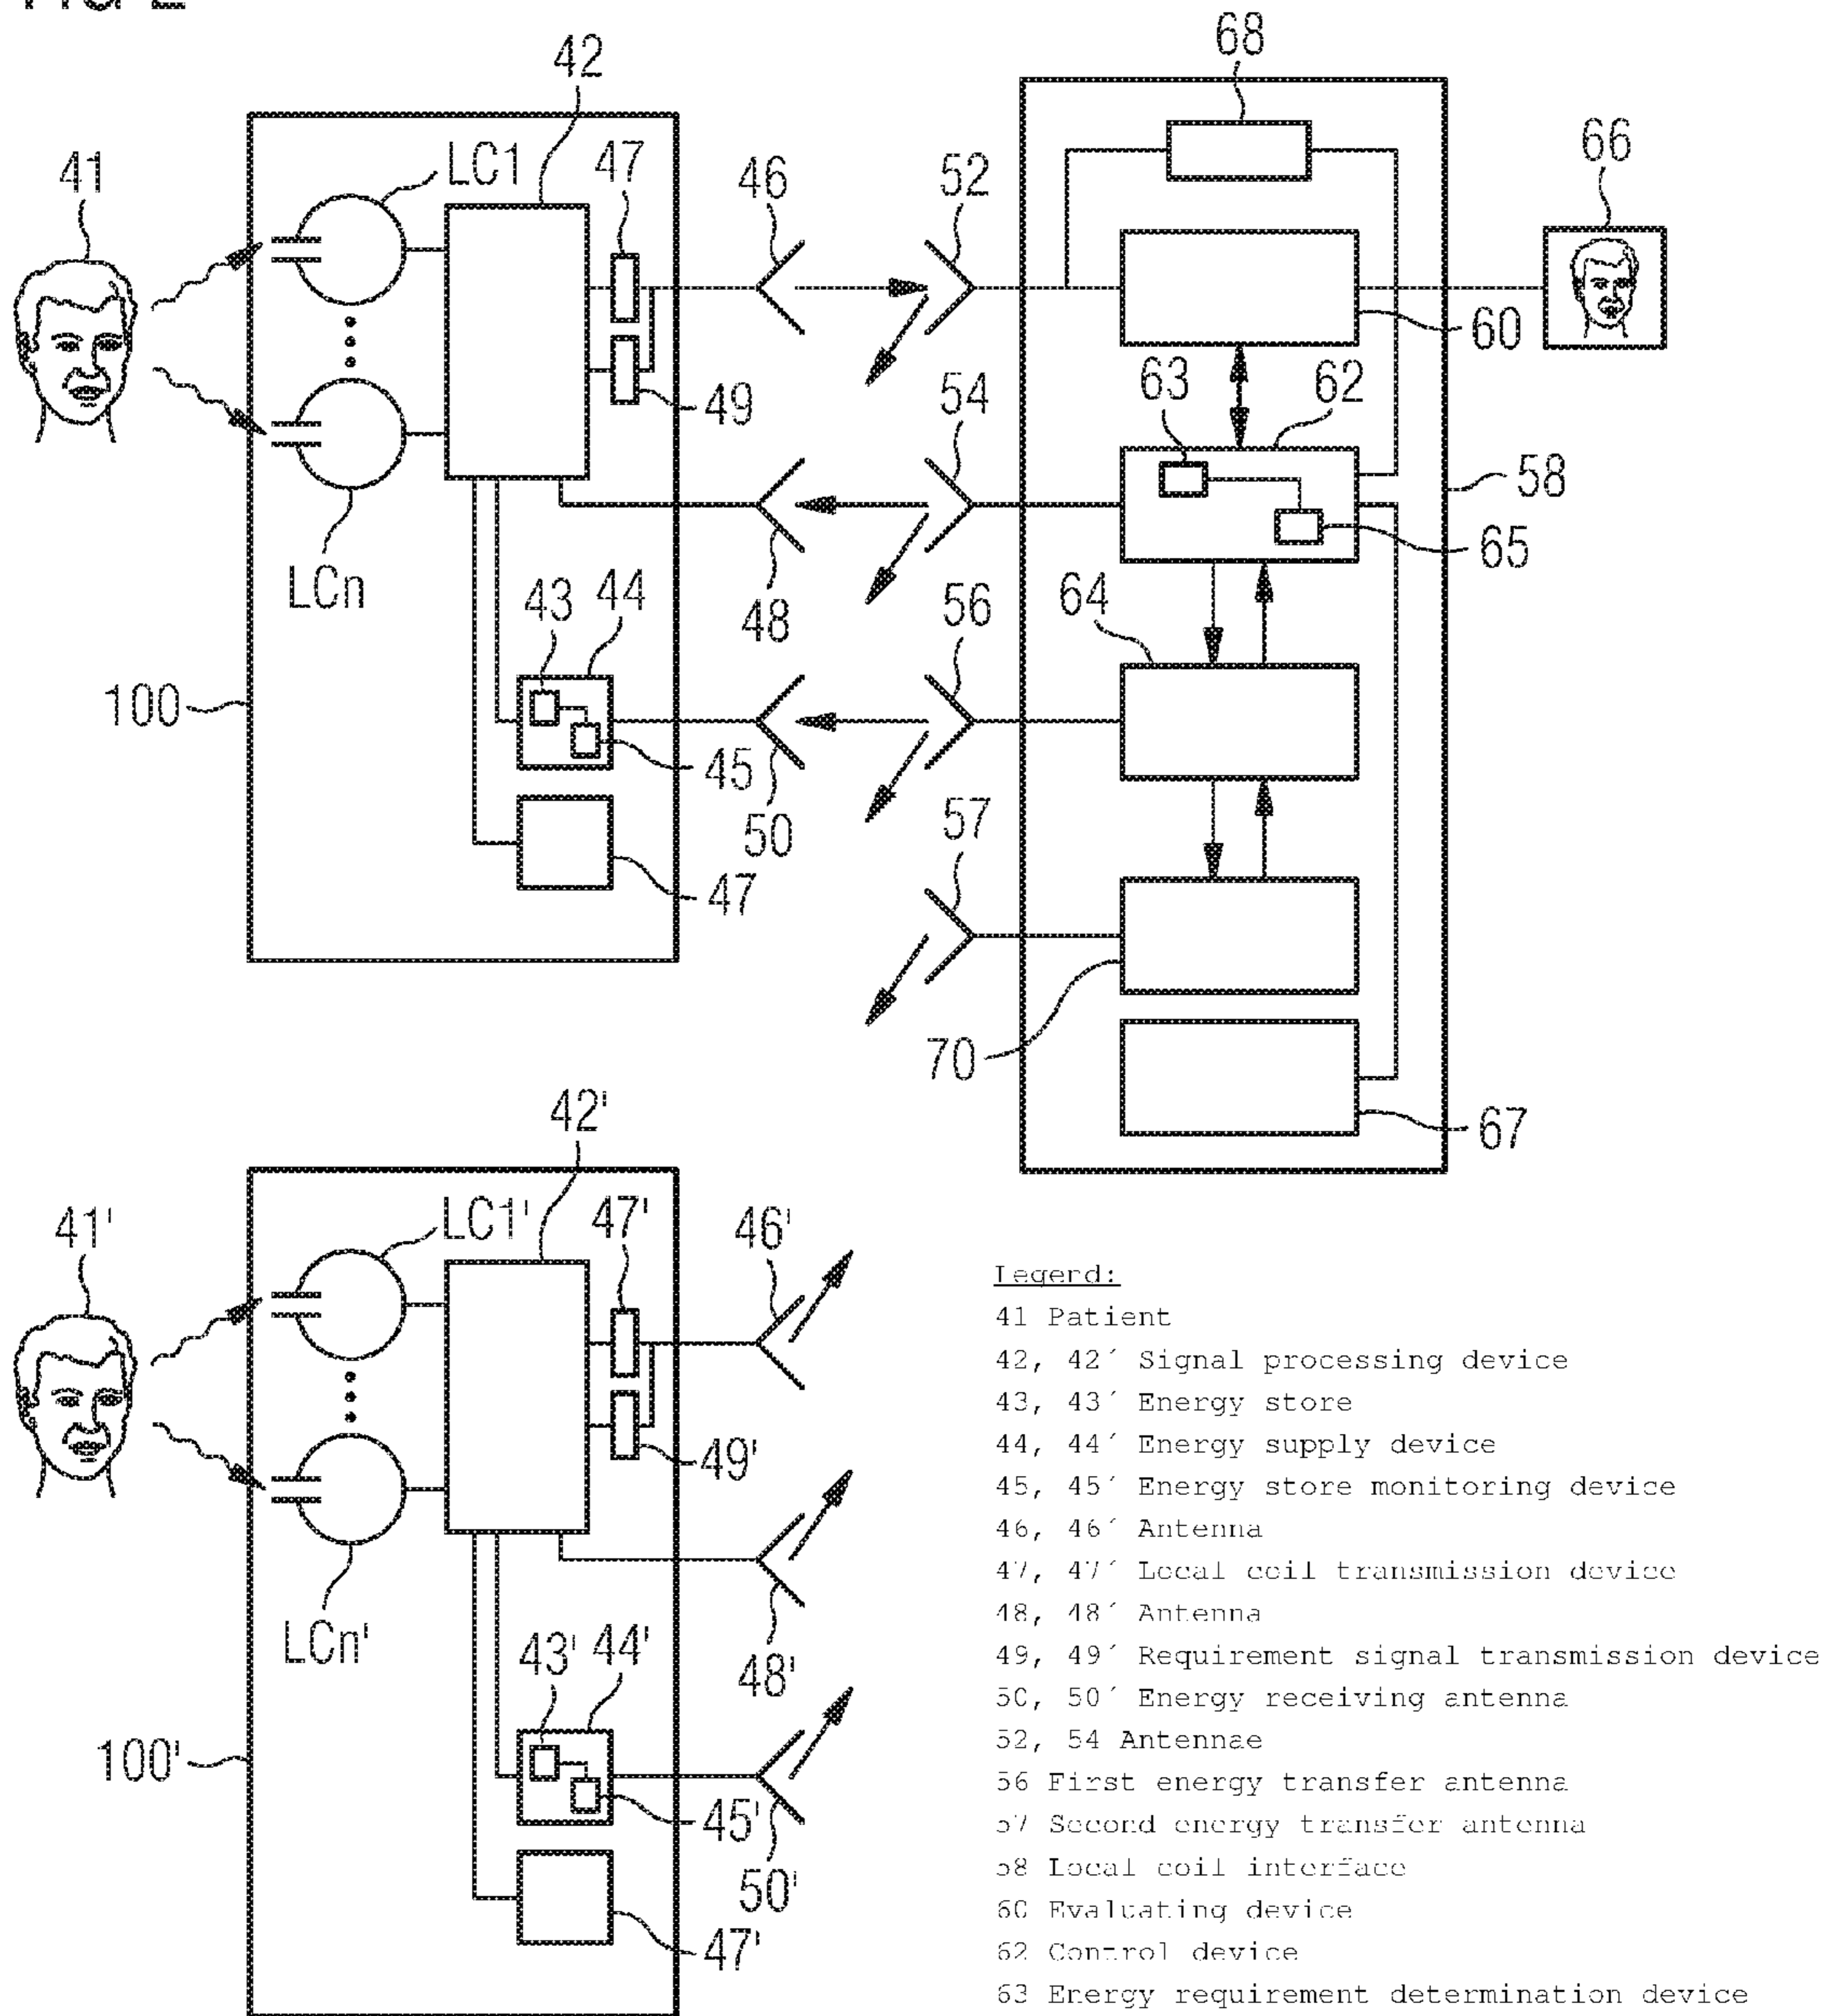 68
42
66
41
LC1
47
46
52
60
49
54
63
62
58
65
LCn
43
44
48
56
64
100
45
50
57
47
70
67
42'
41'
LC1'
47'
46'
49'
LCn'
43'
44'
48'
100'
45'
50'
47'
Legend:
41 Patient
42, 42´ Signal processing device
43, 43´ Energy store
44, 44´ Energy supply device
45, 45´ Energy store monitoring device
46, 46´ Antenna
47, 47´ Local coil transmission device
48, 48´ Antenna
49, 49´ Requirement signal transmission device
50, 50´ Energy receiving antenna
52, 54 Antennae
56 First energy transfer antenna
57 Second energy transfer antenna
58 Local coil interface
60 Evaluating device
62 Control device
63 Energy requirement determination device